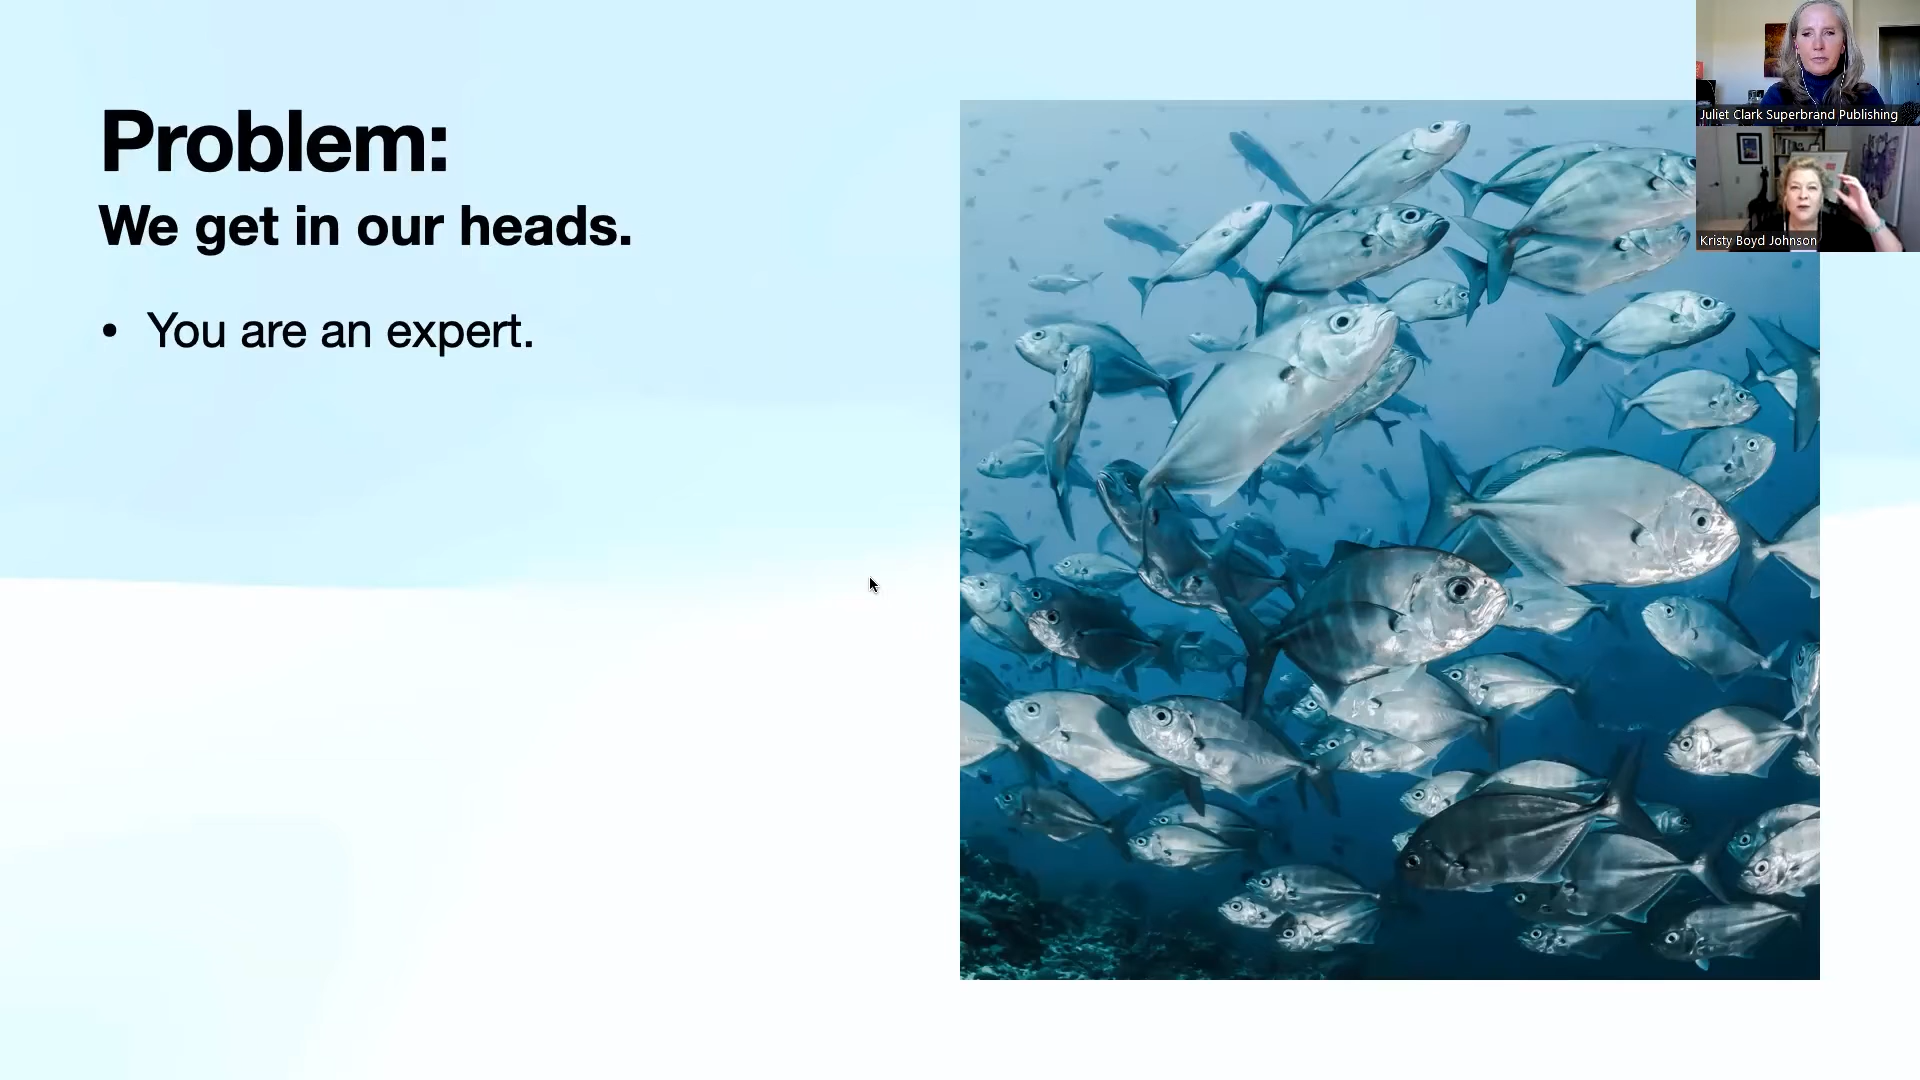 Problem:
We get in our heads.
• You are an expert.
Juliet Clark Superbrand Publishing
Kristy Boyd Johnson